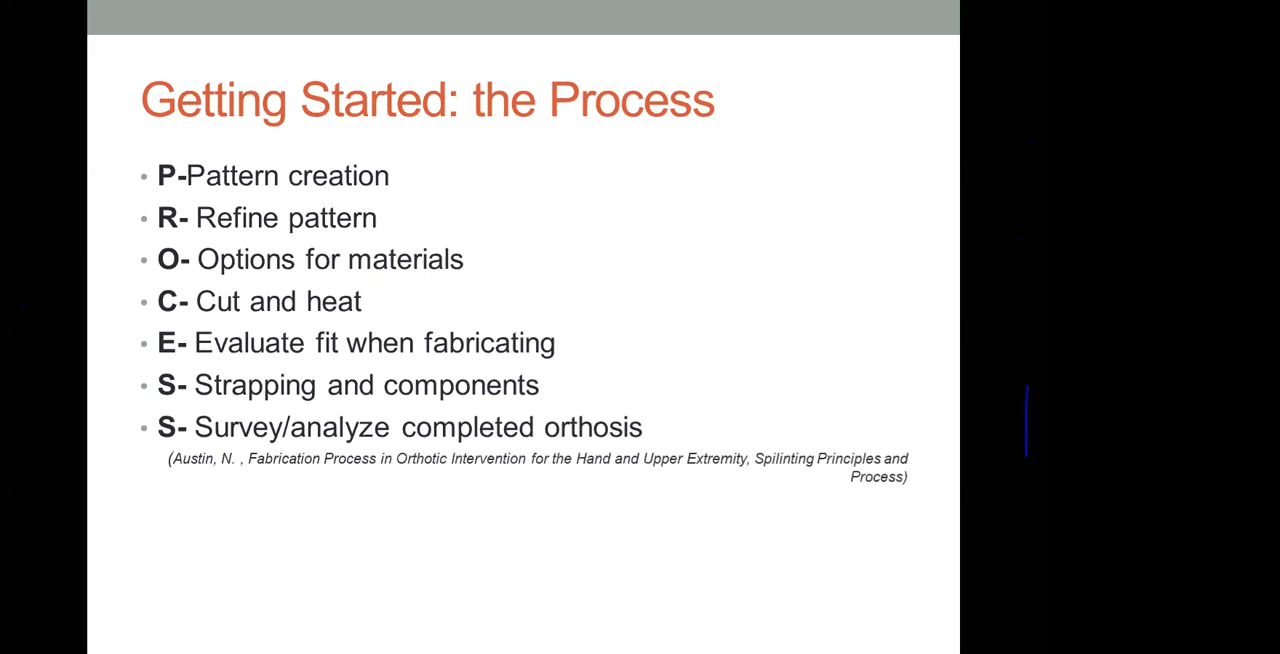 Getting Started: the Process
• P-Pattern creation
• R- Refine pattern
• O- Options for materials
• C- Cut and heat
• E- Evaluate fit when fabricating
• S- Strapping and components
• S- Survey/analyze completed orthosis
(Austin, N. , Fabrication Process in Orthotic Intervention for the Hand and Upper Extremity, Spilinting Principles and
Process)